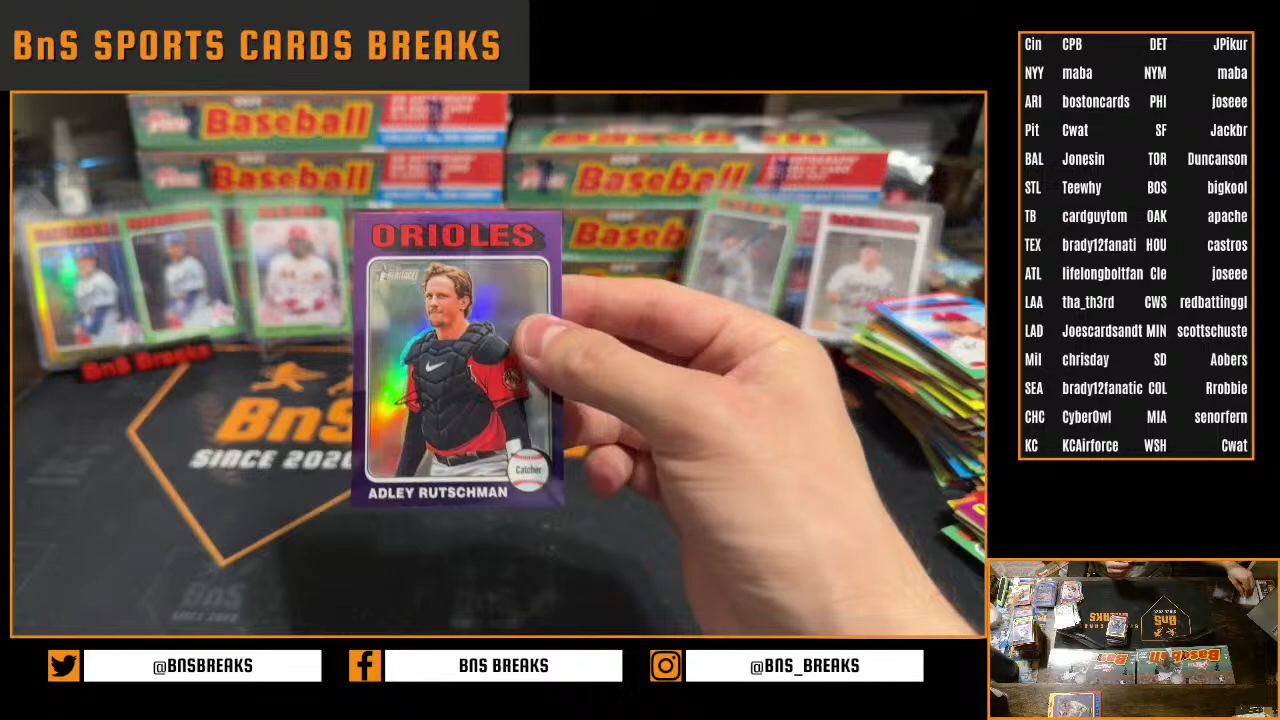 BnS SPORTS CARDS BREAKS
Baseball
Baseball
Baseball
Baseb
ORIOLES
HERITAGE
Catcher
ADLEY RUTSCHMAN
BnS Breaks
BnS
SINCE 2020
Cin CPB DET JPikur
NYY maba NYM maba
ARI bostoncards PHI joseee
Pit Cwat SF Jackbr
BAL Jonesin TOR Duncanson
STL Teewhy BOS bigkool
TB cardguytom OAK apache
TEX brady12fanati HOU castros
ATL lifelongboltfan Cle joseee
LAA tha_th3rd CWS redbattinggl
LAD Joescardsandt MIN scottschuste
Mil chrisday SD Aobers
SEA brady12fanatic COL Rrobbie
CHC CyberOwl MIA senorfern
KC KCAirforce WSH Cwat
@BNSBREAKS
BNS BREAKS
@BNS_BREAKS